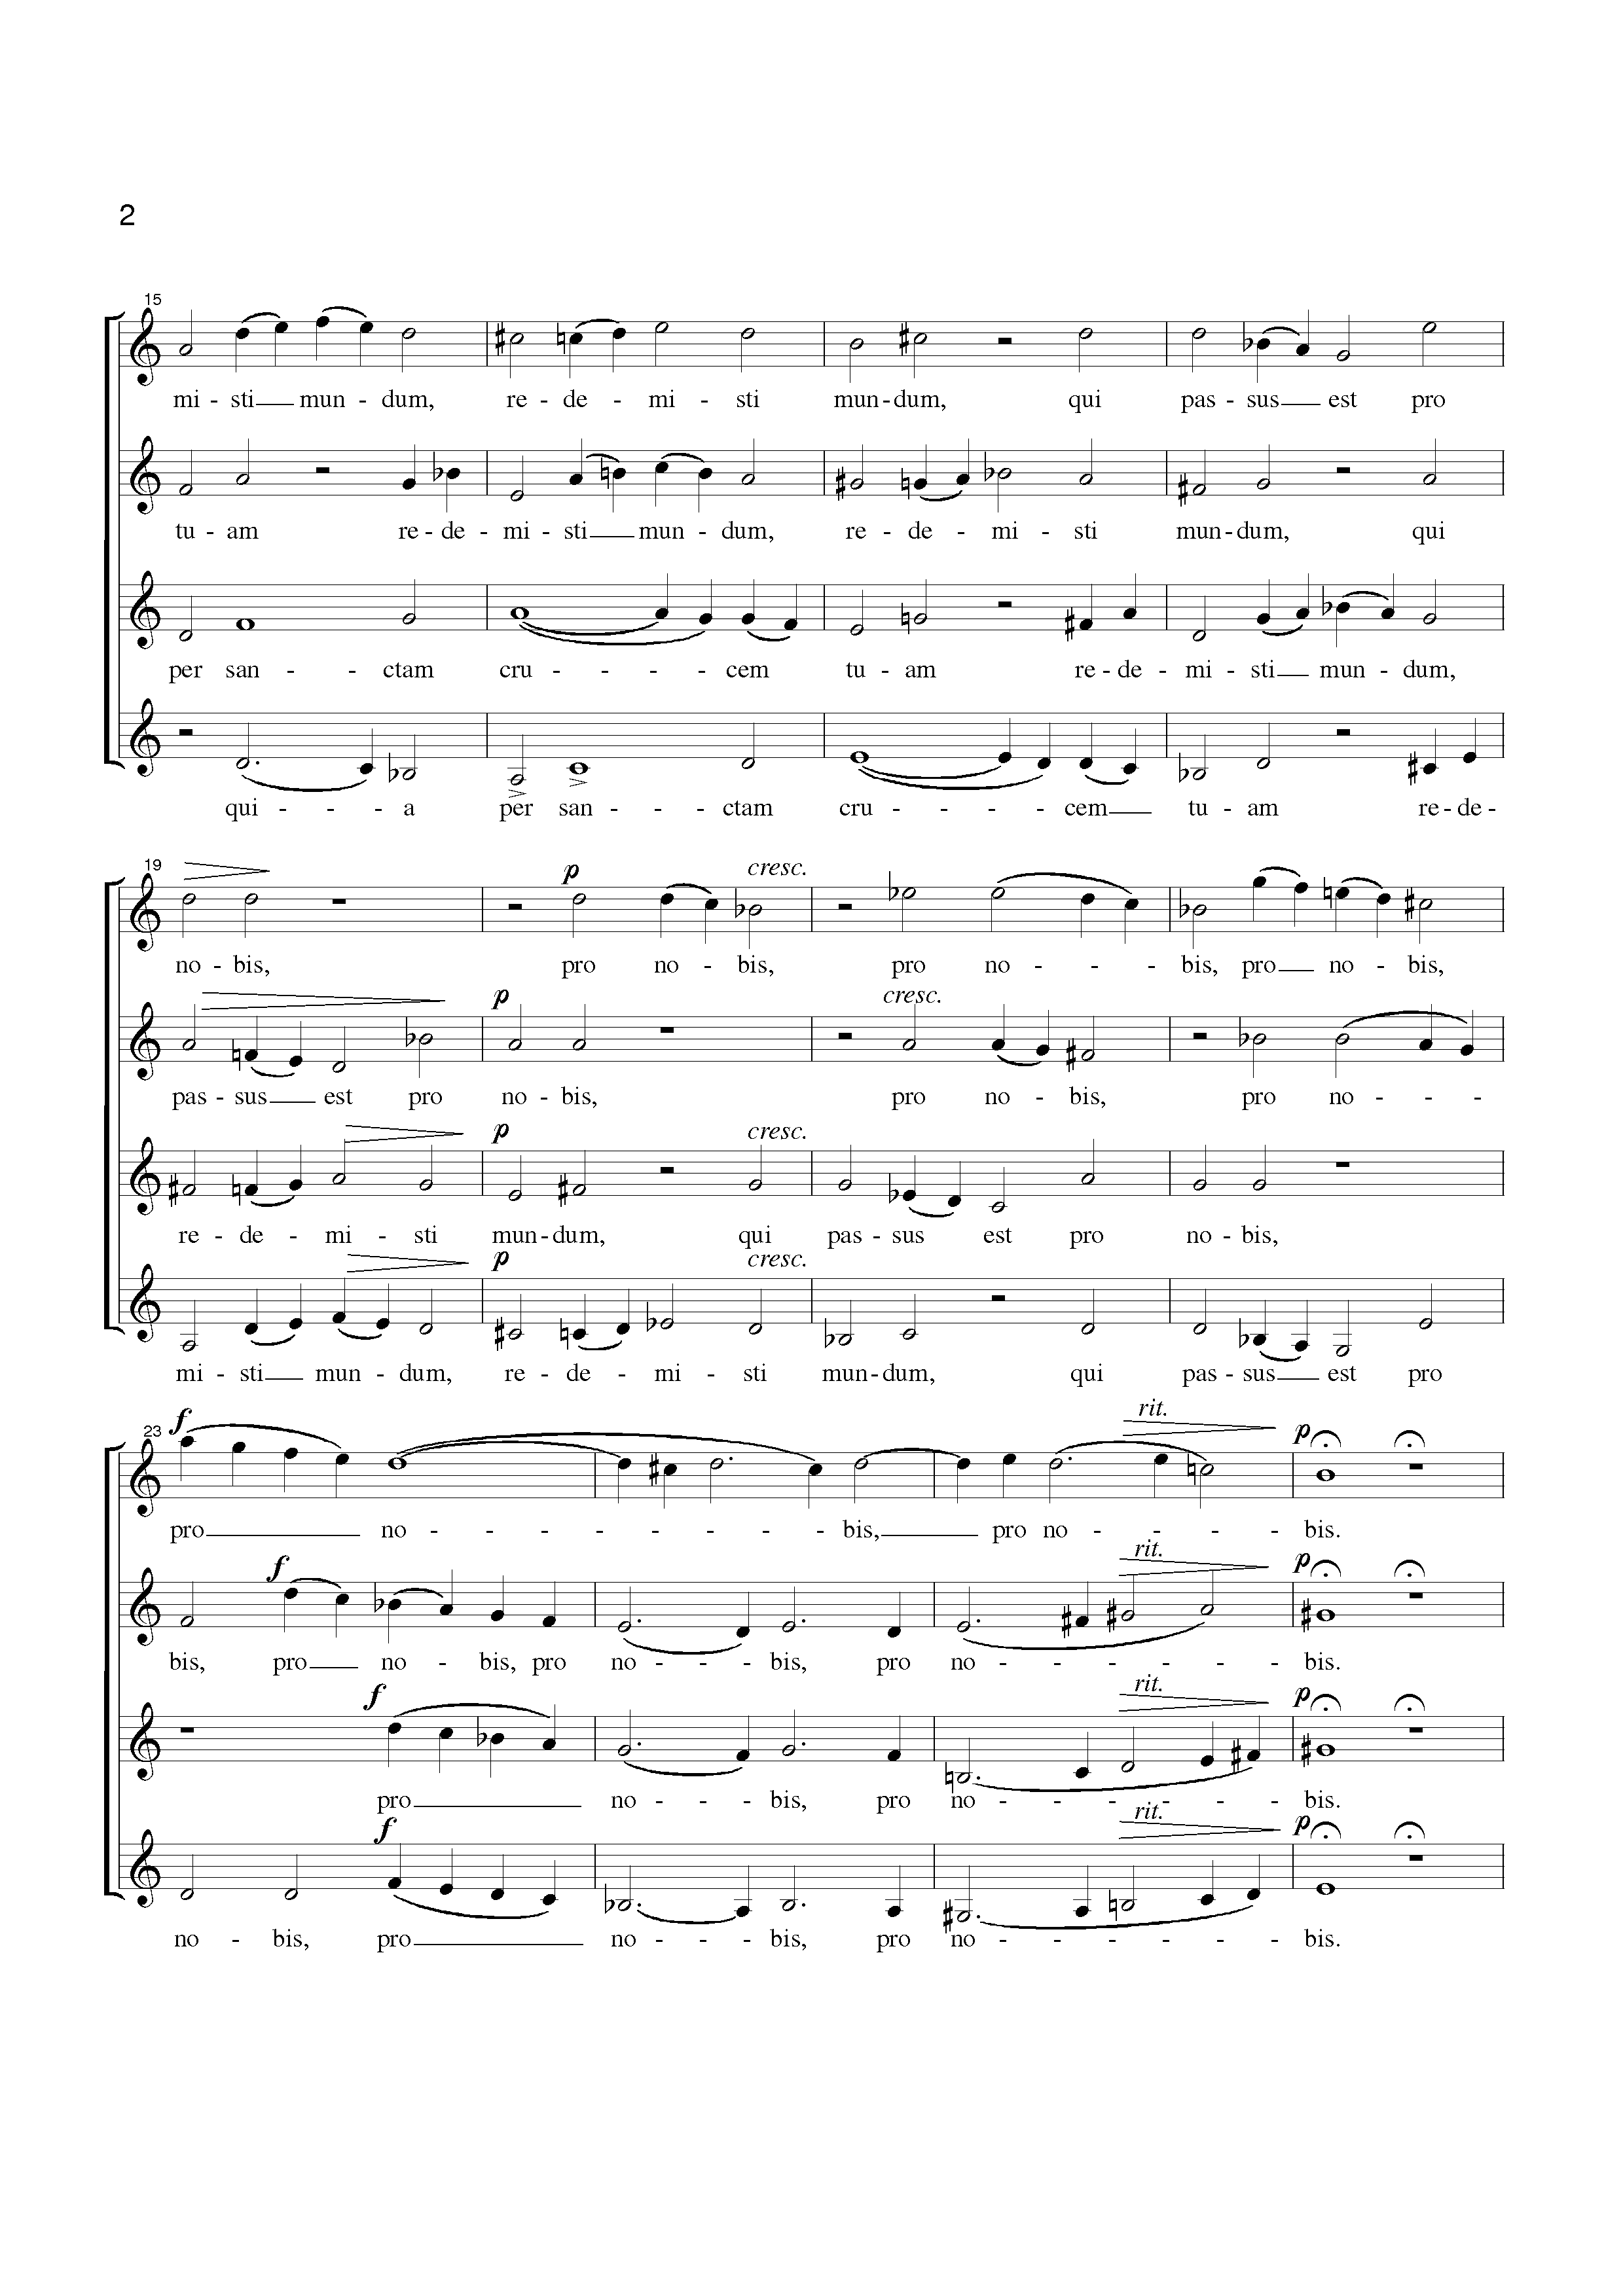 2
15
mi - sti mun - dum, re - de - mi - sti mun - dum, qui pas - sus est pro
tu - am re - de - mi - sti mun - dum, re - de - mi - sti mun - dum, qui
per san - - ctam cru - - - cem tu - am re - de - mi - sti mun - dum,
qui - - - a per san - - ctam cru - - - - cem tu - am re - de -
19
p cresc.
no - bis, pro no - bis, pro no - - - bis, pro no - bis,
p cresc.
pas - sus est pro no - bis, pro no - bis, pro no - - -
p cresc.
re - de - mi - sti mun - dum, qui pas - sus est pro no - bis,
p cresc.
mi - sti mun - dum, re - de - mi - sti mun - dum, qui pas - sus est pro
23
f rit. p
pro no - - - - - - - - bis, pro no - - - - bis.
f rit. p
bis, pro no - bis, pro no - - - bis, pro no - - - - - bis.
f rit. p
pro no - - - bis, pro no - - - - - bis.
f rit. p
no - bis, pro no - - - bis, pro no - - - - - bis.